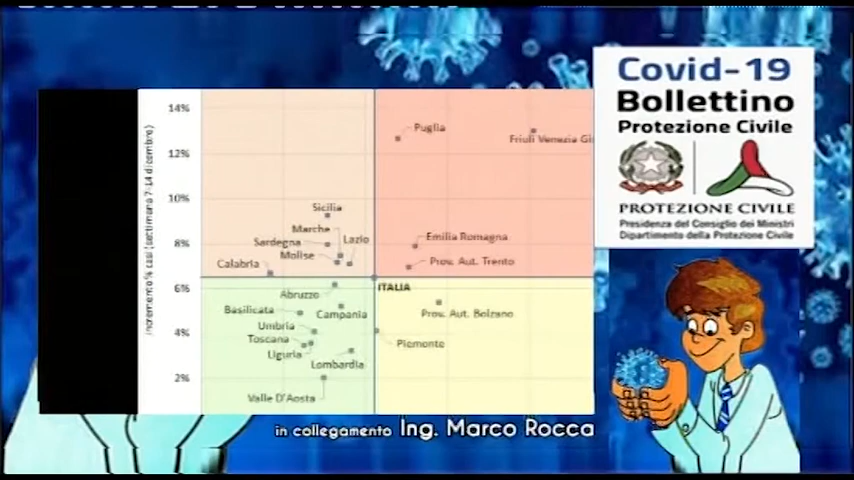 Covid-19
Bollettino
Protezione Civile
PROTEZIONE CIVILE
Presidenza del Consiglio dei Ministri
Dipartimento della Protezione Civile
Incremento % casi (settimana 7-14 dicembre)
14%
12%
10%
8%
6%
4%
2%
Puglia
Friuli Venezia Gi
Sicilia
Marche
Sardegna
Lazio
Molise
Calabria
Emilia Romagna
Prov. Aut. Trento
ITALIA
Abruzzo
Basilicata
Campania
Prov. Aut. Bolzano
Umbria
Toscana
Piemonte
Liguria
Lombardia
Valle D'Aosta
in collegamento Ing. Marco Rocca